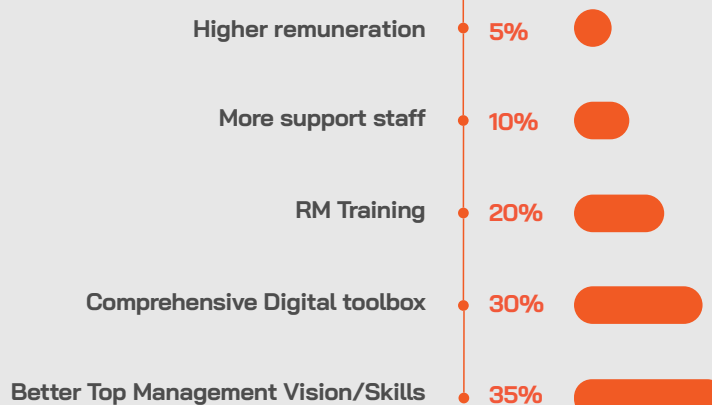 Higher remuneration 5%
More support staff 10%
RM Training 20%
Comprehensive Digital toolbox 30%
Better Top Management Vision/Skills 35%